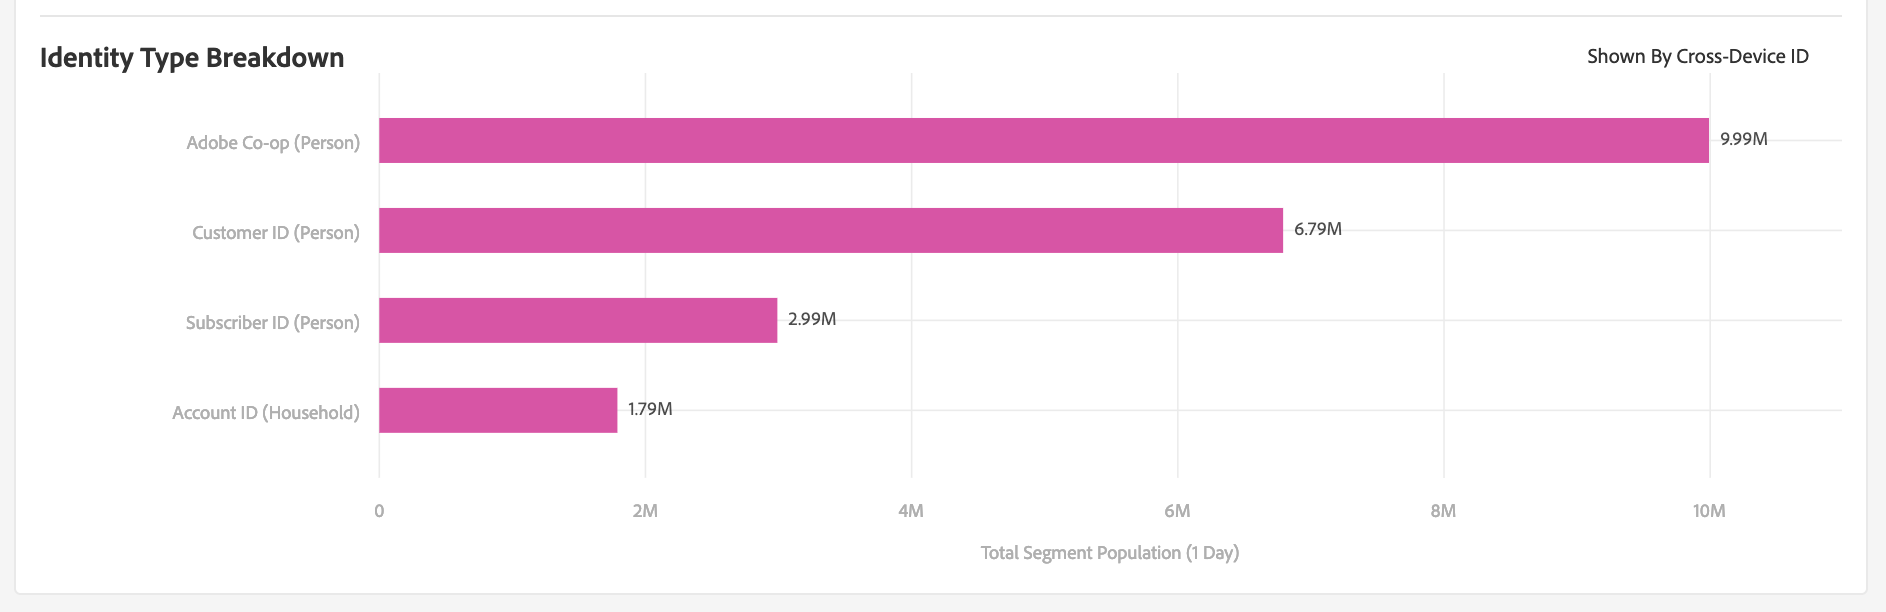 Identity Type Breakdown
Shown By Cross-Device ID
Adobe Co-op (Person)
9.99M
Customer ID (Person)
6.79M
Subscriber ID (Person)
2.99M
Account ID (Household)
1.79M
0 2M 4M 6M 8M 10M
Total Segment Population (1 Day)